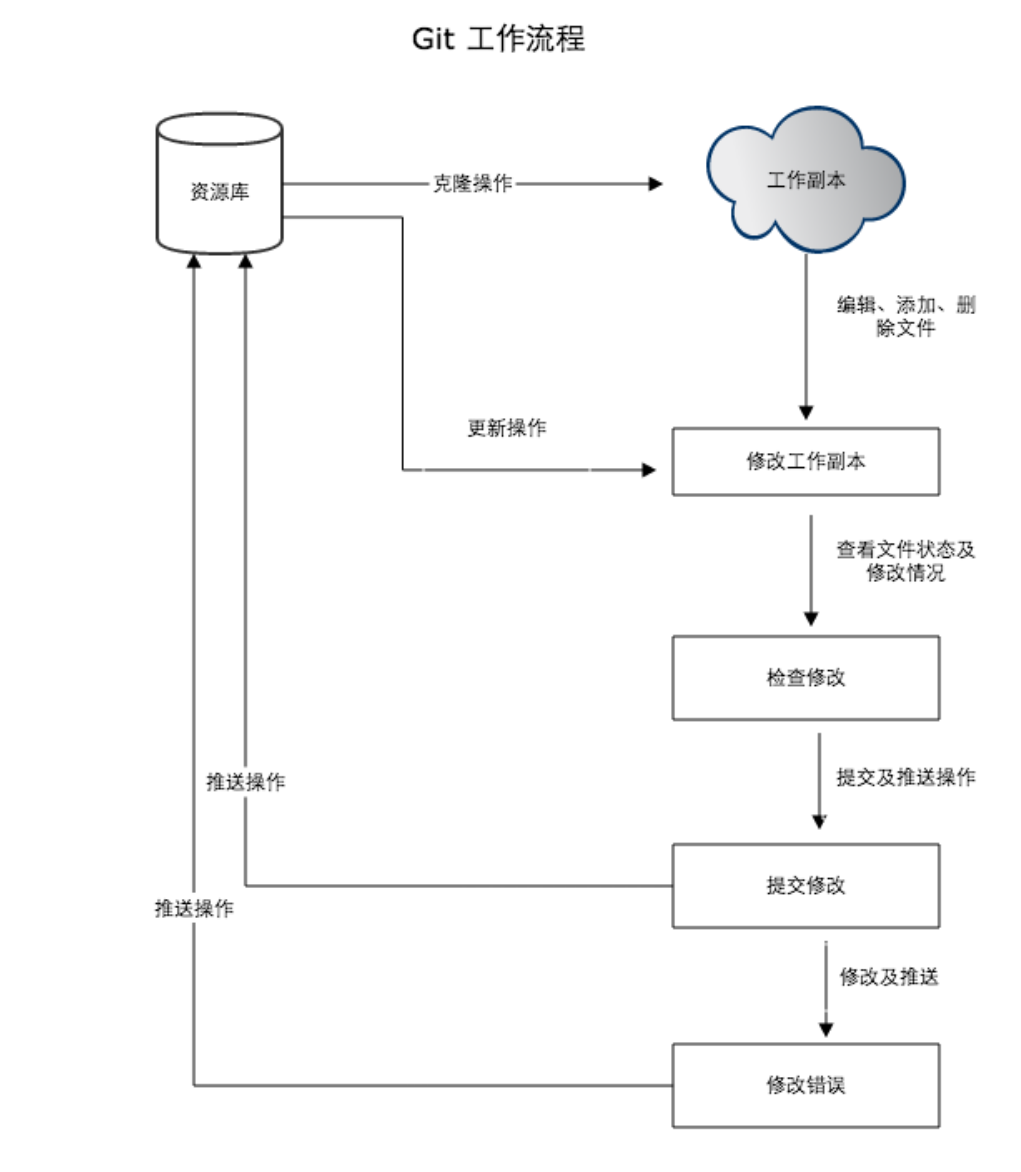 Git 工作流程
资源库
克隆操作
工作副本
编辑、添加、删
除文件
更新操作
修改工作副本
查看文件状态及
修改情况
检查修改
推送操作
提交及推送操作
提交修改
推送操作
修改及推送
修改错误